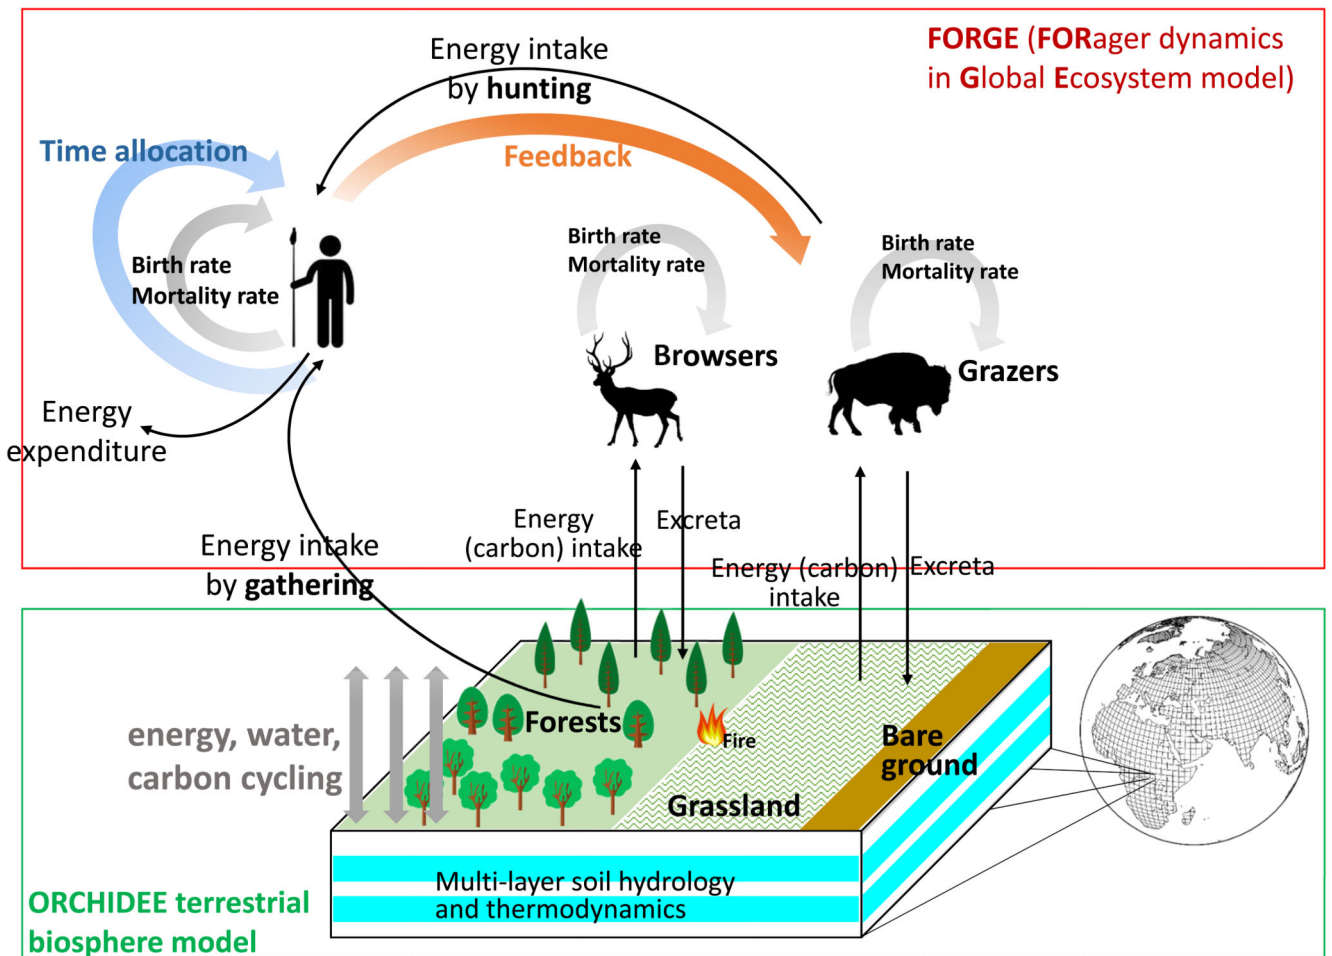 FORGE (FORager dynamics
in Global Ecosystem model)
Energy intake
by hunting
Time allocation
Feedback
Birth rate
Mortality rate
Birth rate
Mortality rate
Birth rate
Mortality rate
Browsers
Grazers
Energy
expenditure
Energy
(carbon) intake
Excreta
Energy intake
by gathering
Energy (carbon)
intake
Excreta
energy, water,
carbon cycling
Forests
Fire
Bare
ground
Grassland
Multi-layer soil hydrology
and thermodynamics
ORCHIDEE terrestrial
biosphere model